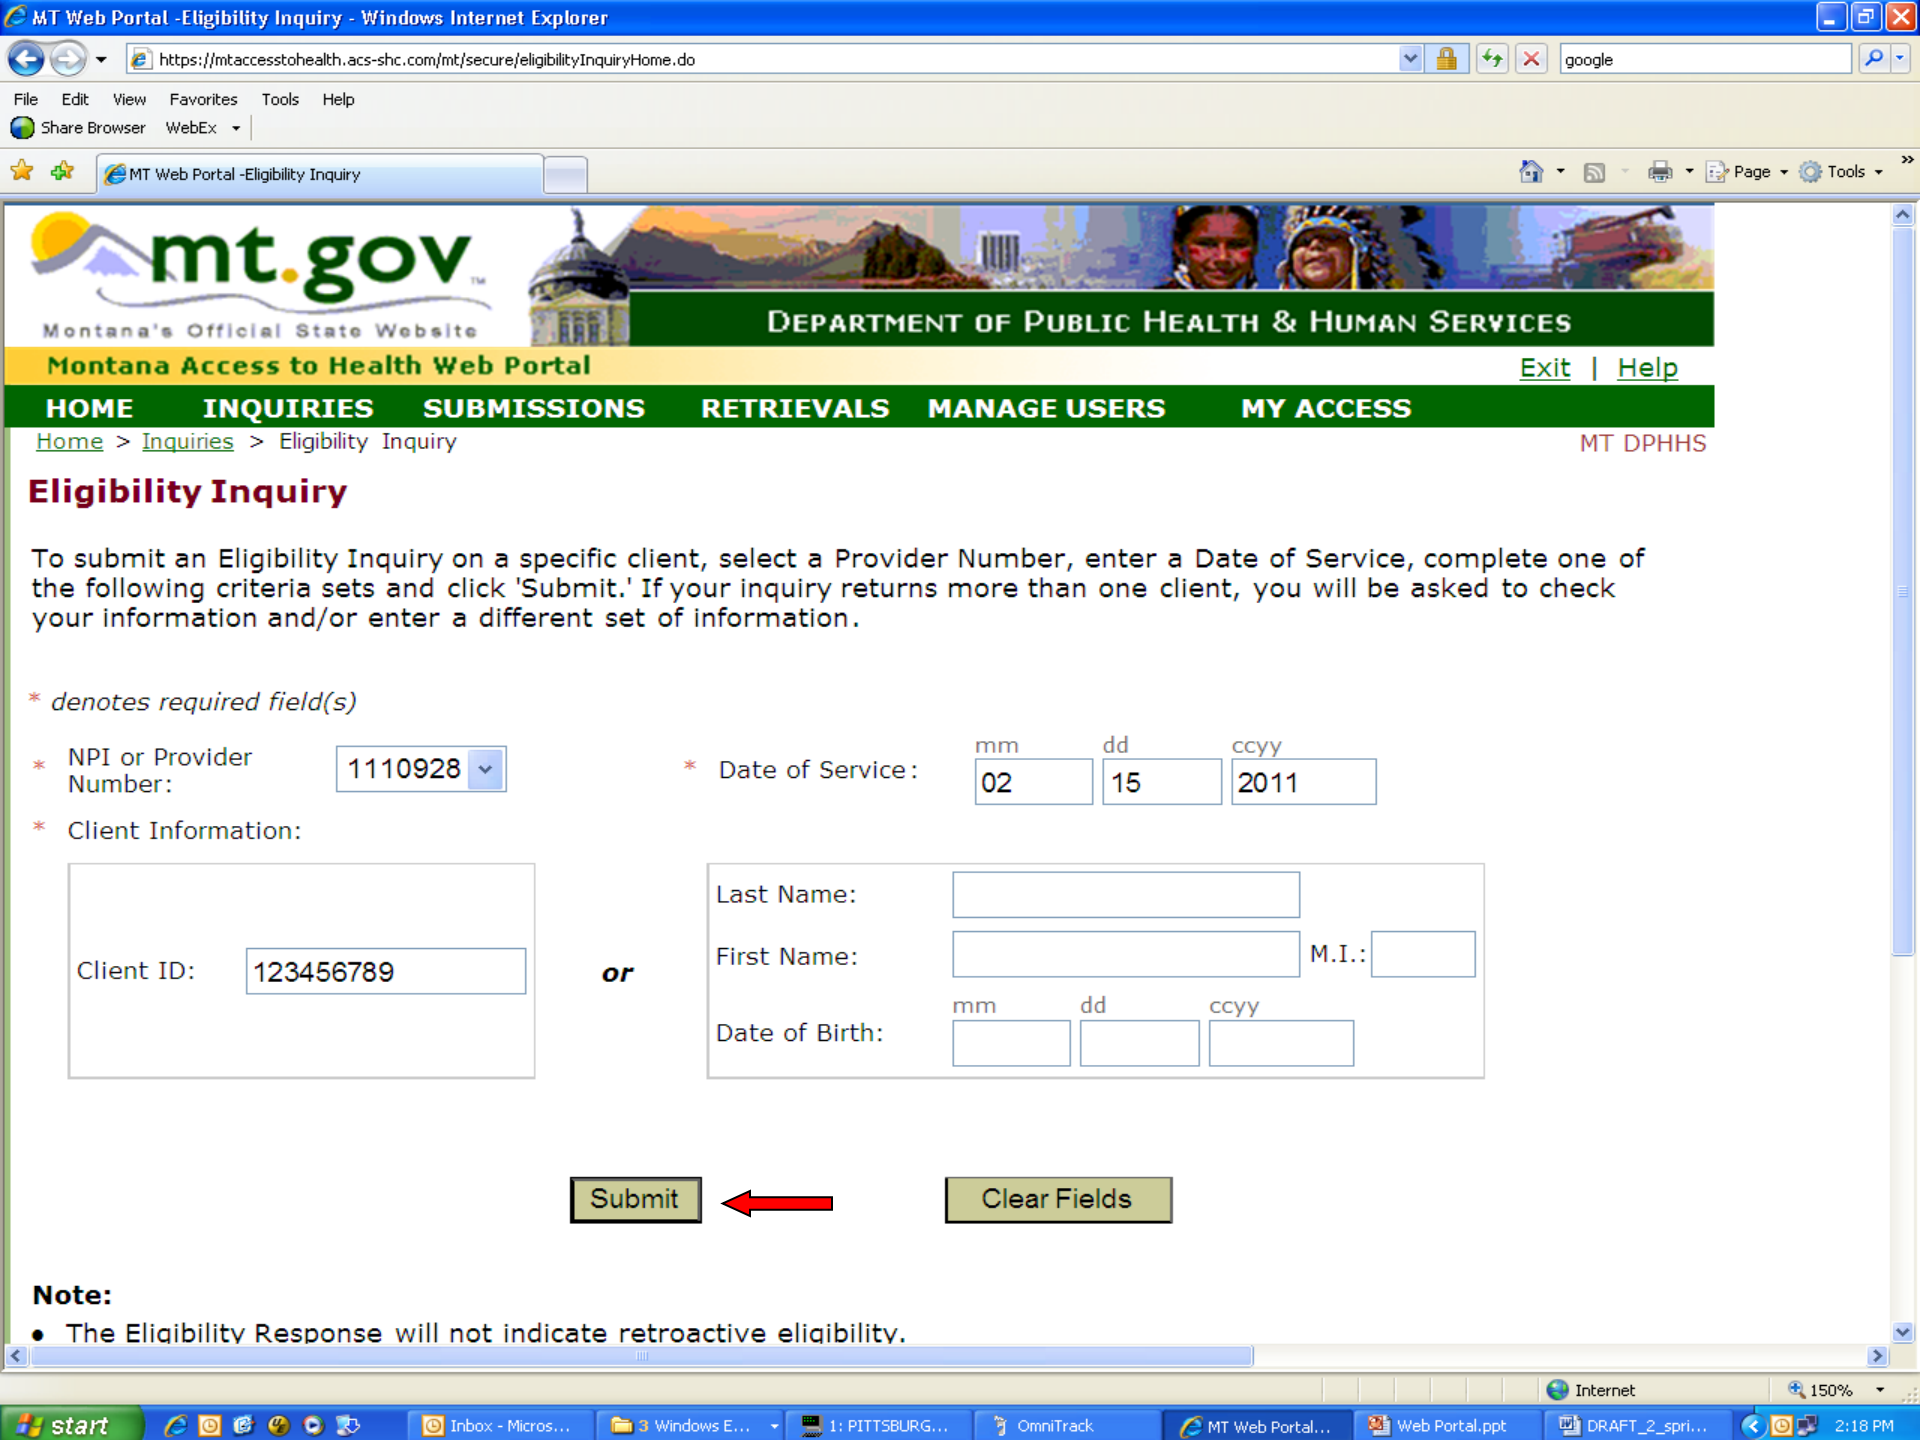 MT Web Portal -Eligibility Inquiry - Windows Internet Explorer
https://mtaccesstohealth.acs-shc.com/mt/secure/eligibilityInquiryHome.do
google
File Edit View Favorites Tools Help
Share Browser WebEx
MT Web Portal -Eligibility Inquiry
Page Tools »
mt.gov TM
Montana's Official State Website
DEPARTMENT OF PUBLIC HEALTH & HUMAN SERVICES
Montana Access to Health Web Portal
Exit | Help
HOME INQUIRIES SUBMISSIONS RETRIEVALS MANAGE USERS MY ACCESS
Home > Inquiries > Eligibility Inquiry
MT DPHHS
Eligibility Inquiry
To submit an Eligibility Inquiry on a specific client, select a Provider Number, enter a Date of Service, complete one of
the following criteria sets and click 'Submit.' If your inquiry returns more than one client, you will be asked to check
your information and/or enter a different set of information.
* denotes required field(s)
* NPI or Provider
Number:
1110928
* Date of Service:
mm dd ccyy
02 15 2011
* Client Information:
Client ID: 123456789
or
Last Name:
First Name:
M.I.:
mm dd ccyy
Date of Birth:
Submit
Clear Fields
Note:
• The Eligibility Response will not indicate retroactive eligibility.
Internet
150%
start
Inbox - Micros...
3 Windows E...
1: PITTSBURG...
OmniTrack
MT Web Portal...
Web Portal.ppt
DRAFT_2_spri...
2:18 PM